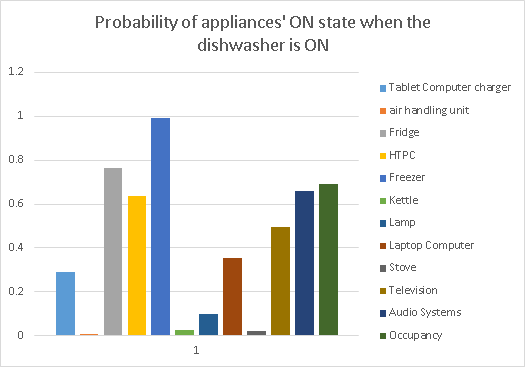 Probability of appliances' ON state when the
dishwasher is ON
1.2
1
0.8
0.6
0.4
0.2
0
1
Tablet Computer charger
air handling unit
Fridge
HTPC
Freezer
Kettle
Lamp
Laptop Computer
Stove
Television
Audio Systems
Occupancy